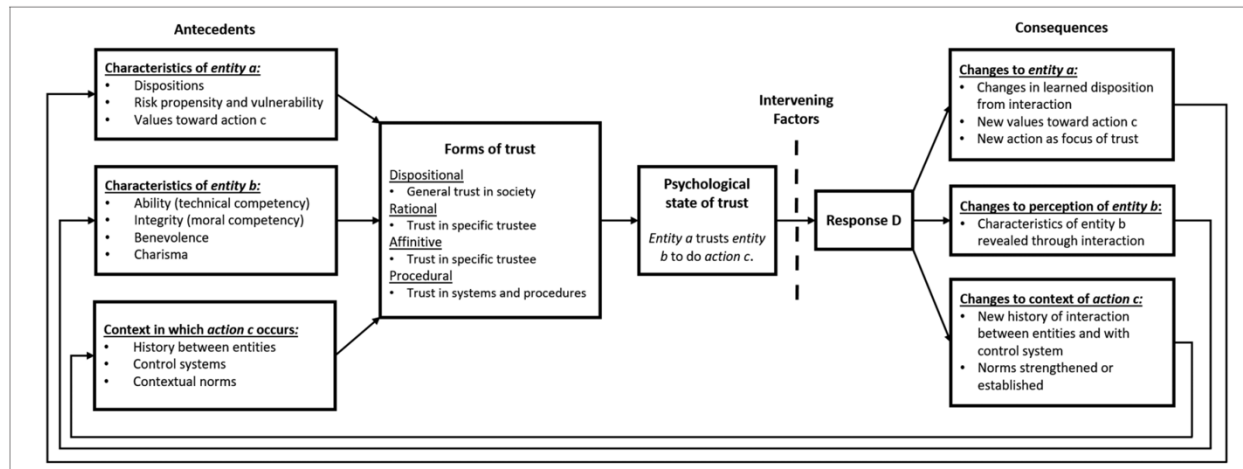 Antecedents
Characteristics of entity a:
• Dispositions
• Risk propensity and vulnerability
• Values toward action c
Characteristics of entity b:
• Ability (technical competency)
• Integrity (moral competency)
• Benevolence
• Charisma
Context in which action c occurs:
• History between entities
• Control systems
• Contextual norms
Forms of trust
Dispositional
• General trust in society
Rational
• Trust in specific trustee
Affinitive
• Trust in specific trustee
Procedural
• Trust in systems and procedures
Psychological
state of trust
Entity a trusts entity
b to do action c.
Intervening
Factors
Response D
Consequences
Changes to entity a:
• Changes in learned disposition
from interaction
• New values toward action c
• New action as focus of trust
Changes to perception of entity b:
• Characteristics of entity b
revealed through interaction
Changes to context of action c:
• New history of interaction
between entities and with
control system
• Norms strengthened or
established